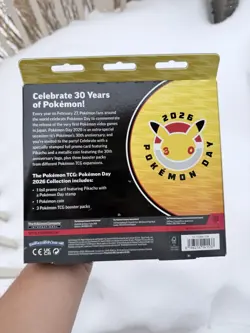 Celebrate 30 Years
of Pokémon!
Every year on February 27, Pokémon fans around
the world celebrate Pokémon Day to commemorate
the release of the very first Pokémon video games
in Japan. Pokémon Day 2026 is an extra-special
occasion—it's Pokémon's 30th anniversary, and
you're invited to the party! Celebrate with a
specially stamped foil promo card featuring
Pikachu and a metallic coin featuring the 30th
anniversary logo, plus three booster packs
from different Pokémon TCG expansions.
The Pokémon TCG: Pokémon Day
2026 Collection includes:
• 1 foil promo card featuring Pikachu with a
Pokémon Day stamp
• 1 Pokémon coin
• 3 Pokémon TCG booster packs
2026
POKÉMON DAY